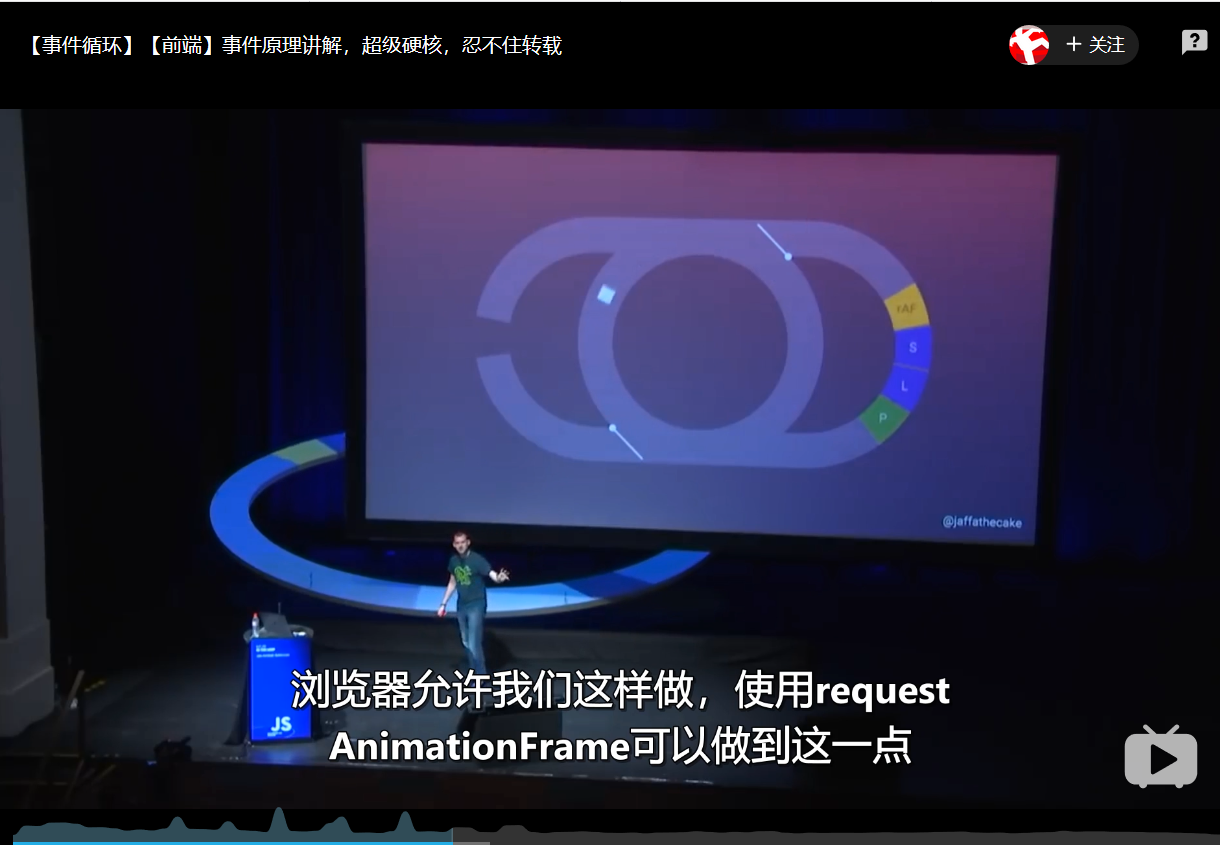 【事件循环】【前端】事件原理讲解，超级硬核，忍不住转载
+ 关注
?
rAF
S
L
P
@jaffathecake
JS
浏览器允许我们这样做，使用request
AnimationFrame可以做到这一点